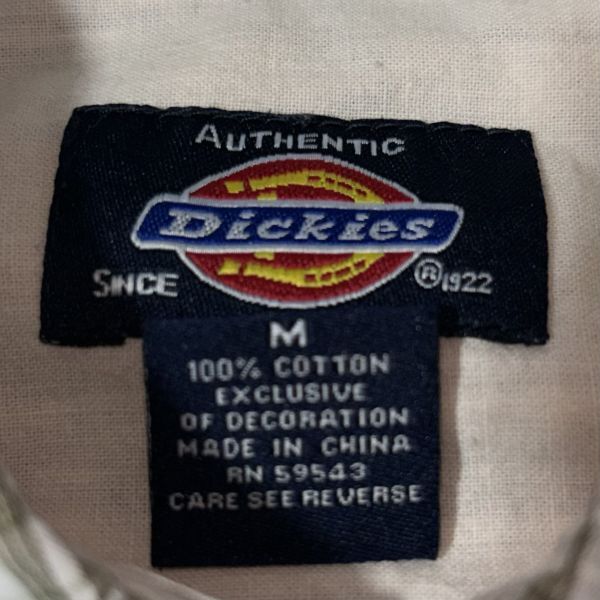 AUTHENTIC
Dickies
SINCE ® 1922
M
100% COTTON
EXCLUSIVE
OF DECORATION
MADE IN CHINA
RN 59543
CARE SEE REVERSE